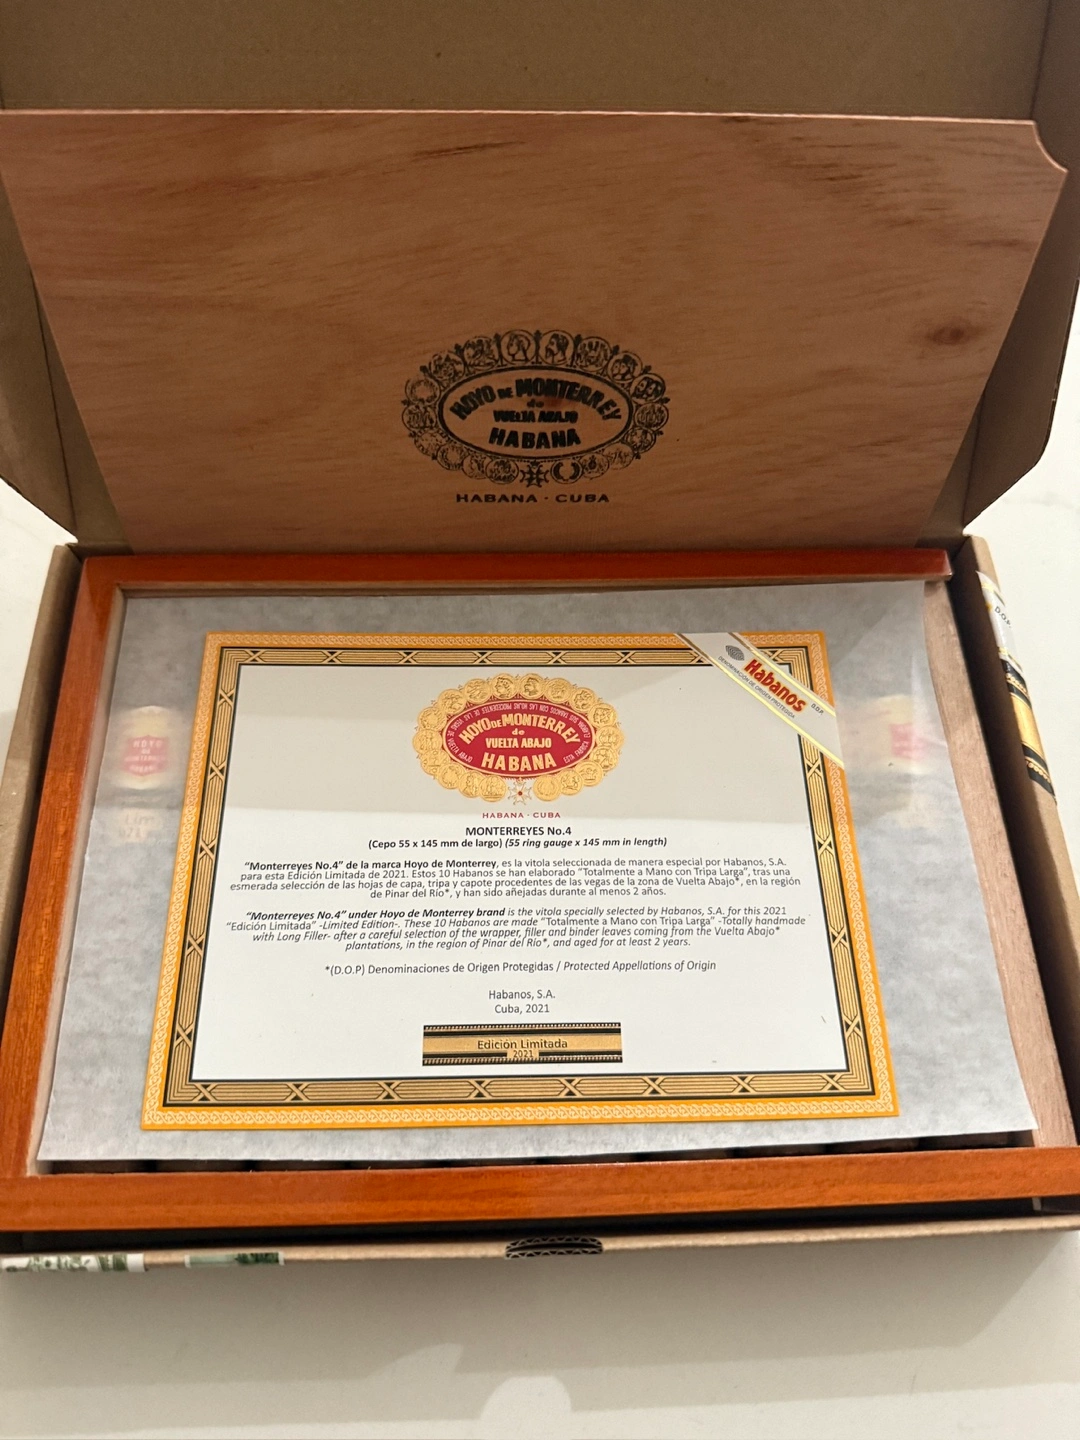 HOYO DE MONTERREY
de
VUELTA ABAJO
HABANA
HABANA · CUBA
Habanos
D.O.P.
DENOMINACIÓN DE ORIGEN PROTEGIDA
HOYO DE MONTERREY
de
VUELTA ABAJO
HABANA
ESTA FABRICA
HABANA · CUBA
MONTERREYES No.4
(Cepo 55 x 145 mm de largo) (55 ring gauge x 145 mm in length)
“Monterreyes No.4” de la marca Hoyo de Monterrey, es la vitola seleccionada de manera especial por Habanos, S.A.
para esta Edición Limitada de 2021. Estos 10 Habanos se han elaborado “Totalmente a Mano con Tripa Larga”, tras una
esmerada selección de las hojas de capa, tripa y capote procedentes de las vegas de la zona de Vuelta Abajo*, en la región
de Pinar del Río*, y han sido añejadas durante al menos 2 años.
“Monterreyes No.4” under Hoyo de Monterrey brand is the vitola specially selected by Habanos, S.A. for this 2021
“Edición Limitada” -Limited Edition-. These 10 Habanos are made “Totalmente a Mano con Tripa Larga” -Totally handmade
with Long Filler- after a careful selection of the wrapper, filler and binder leaves coming from the Vuelta Abajo*
plantations, in the region of Pinar del Río*, and aged for at least 2 years.
*(D.O.P) Denominaciones de Origen Protegidas / Protected Appellations of Origin
Habanos, S.A.
Cuba, 2021
Edición Limitada
2021
HOYO
D.O.P.